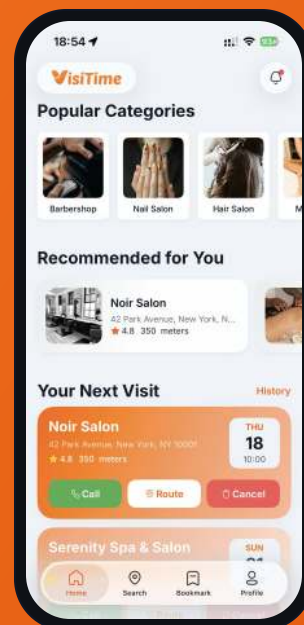 18:54
VisiTime
Popular Categories
Barbershop
Nail Salon
Hair Salon
M
Recommended for You
Noir Salon
42 Park Avenue, New York, N...
4.8 350 meters
Your Next Visit
History
Noir Salon
42 Park Avenue, New York, NY 10001
4.8 350 meters
THU
18
10:00
Call
Route
Cancel
Serenity Spa & Salon
SUN
Home
Search
Bookmark
Profile